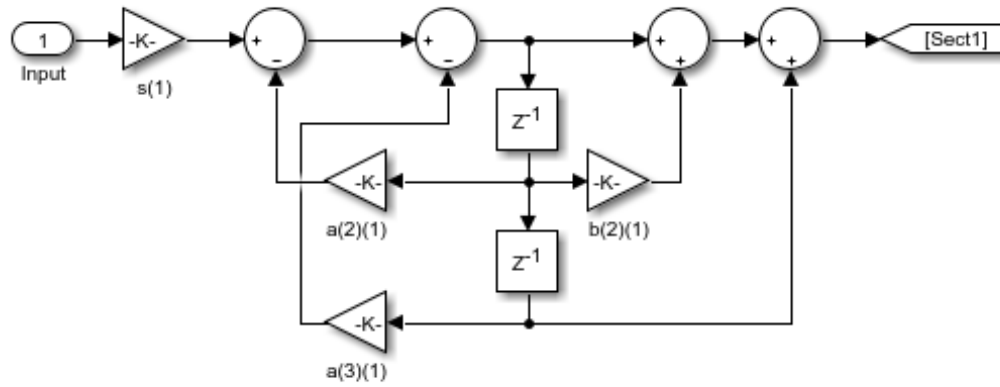 1
Input
-K-
s(1)
+
−
+
−
+
+
+
+
[Sect1]
Z-1
-K-
a(2)(1)
-K-
b(2)(1)
Z-1
-K-
a(3)(1)